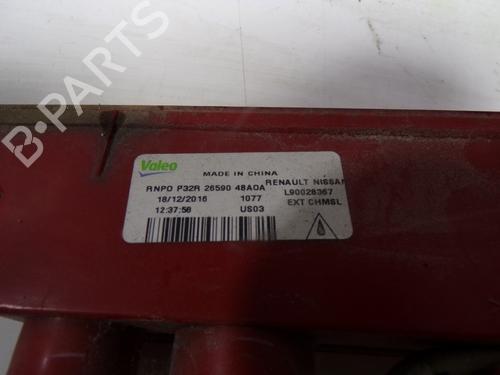 B-PARTS
Valeo
MADE IN CHINA
RNPO P32R 26590 48A0A
RENAULT NISSAN
18/12/2016 1077 L90028367
12:37:58 US03 EXT CHMSL